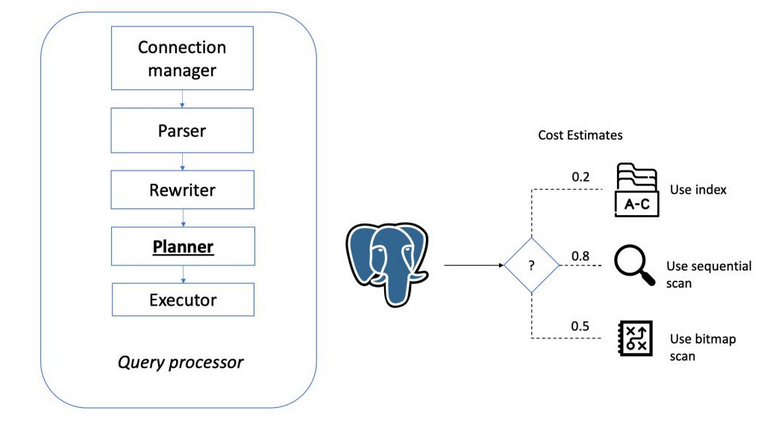 Connection
manager
Parser
Rewriter
Planner
Executor
Query processor
Cost Estimates
0.2
A-C
Use index
?
0.8
Use sequential
scan
0.5
Use bitmap
scan